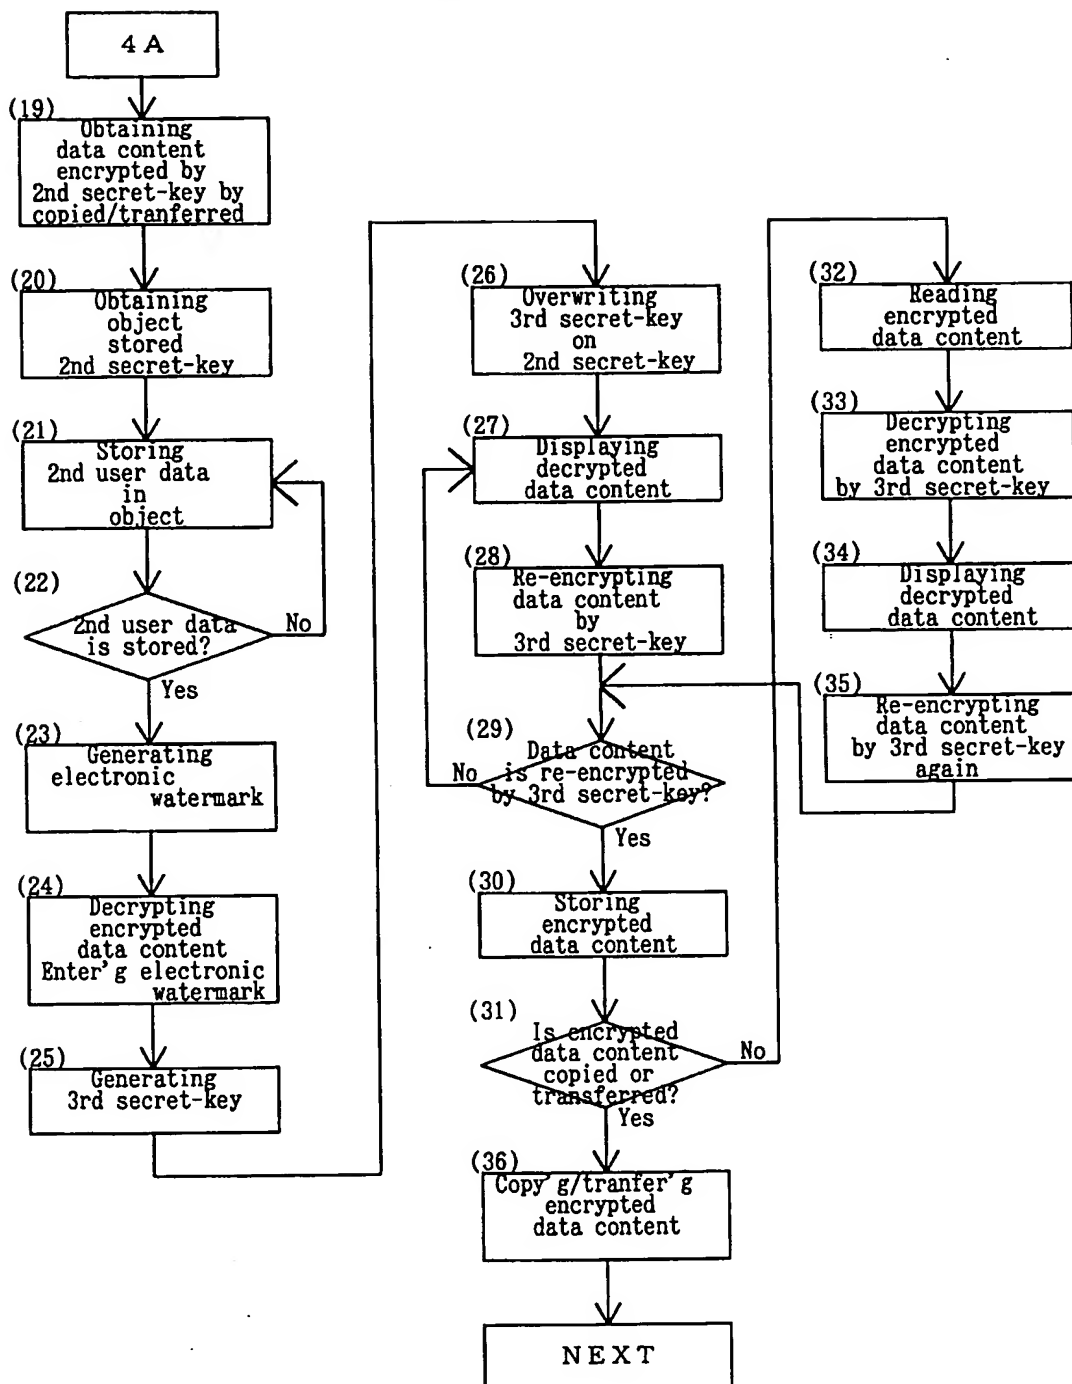 4A
(19)
Obtaining
data content
encrypted by
2nd secret-key by
copied/tranferred
(20)
Obtaining
object
stored
2nd secret-key
(21)
Storing
2nd user data
in
object
(22)
2nd user data
is stored?
No
Yes
(23)
Generating
electronic
watermark
(24)
Decrypting
encrypted
data content
Enter'g electronic
watermark
(25)
Generating
3rd secret-key
(26)
Overwriting
3rd secret-key
on
2nd secret-key
(27)
Displaying
decrypted
data content
(28)
Re-encrypting
data content
by
3rd secret-key
(29)
Data content
is re-encrypted
by 3rd secret-key?
No
Yes
(30)
Storing
encrypted
data content
(31)
Is encrypted
data content
copied or
transferred?
No
Yes
(32)
Reading
encrypted
data content
(33)
Decrypting
encrypted
data content
by 3rd secret-key
(34)
Displaying
decrypted
data content
(35)
Re-encrypting
data content
by 3rd secret-key
again
(36)
Copy'g/tranfer'g
encrypted
data content
NEXT